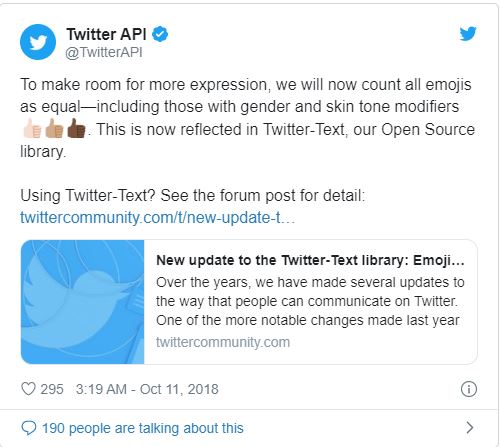 Twitter API
@TwitterAPI
To make room for more expression, we will now count all emojis
as equal—including those with gender and skin tone modifiers
👍🏻👍🏽👍🏿. This is now reflected in Twitter-Text, our Open Source
library.
Using Twitter-Text? See the forum post for detail:
twittercommunity.com/t/new-update-t…
New update to the Twitter-Text library: Emoji…
Over the years, we have made several updates to
the way that people can communicate on Twitter.
One of the more notable changes made last year
twittercommunity.com
295 3:19 AM - Oct 11, 2018
190 people are talking about this